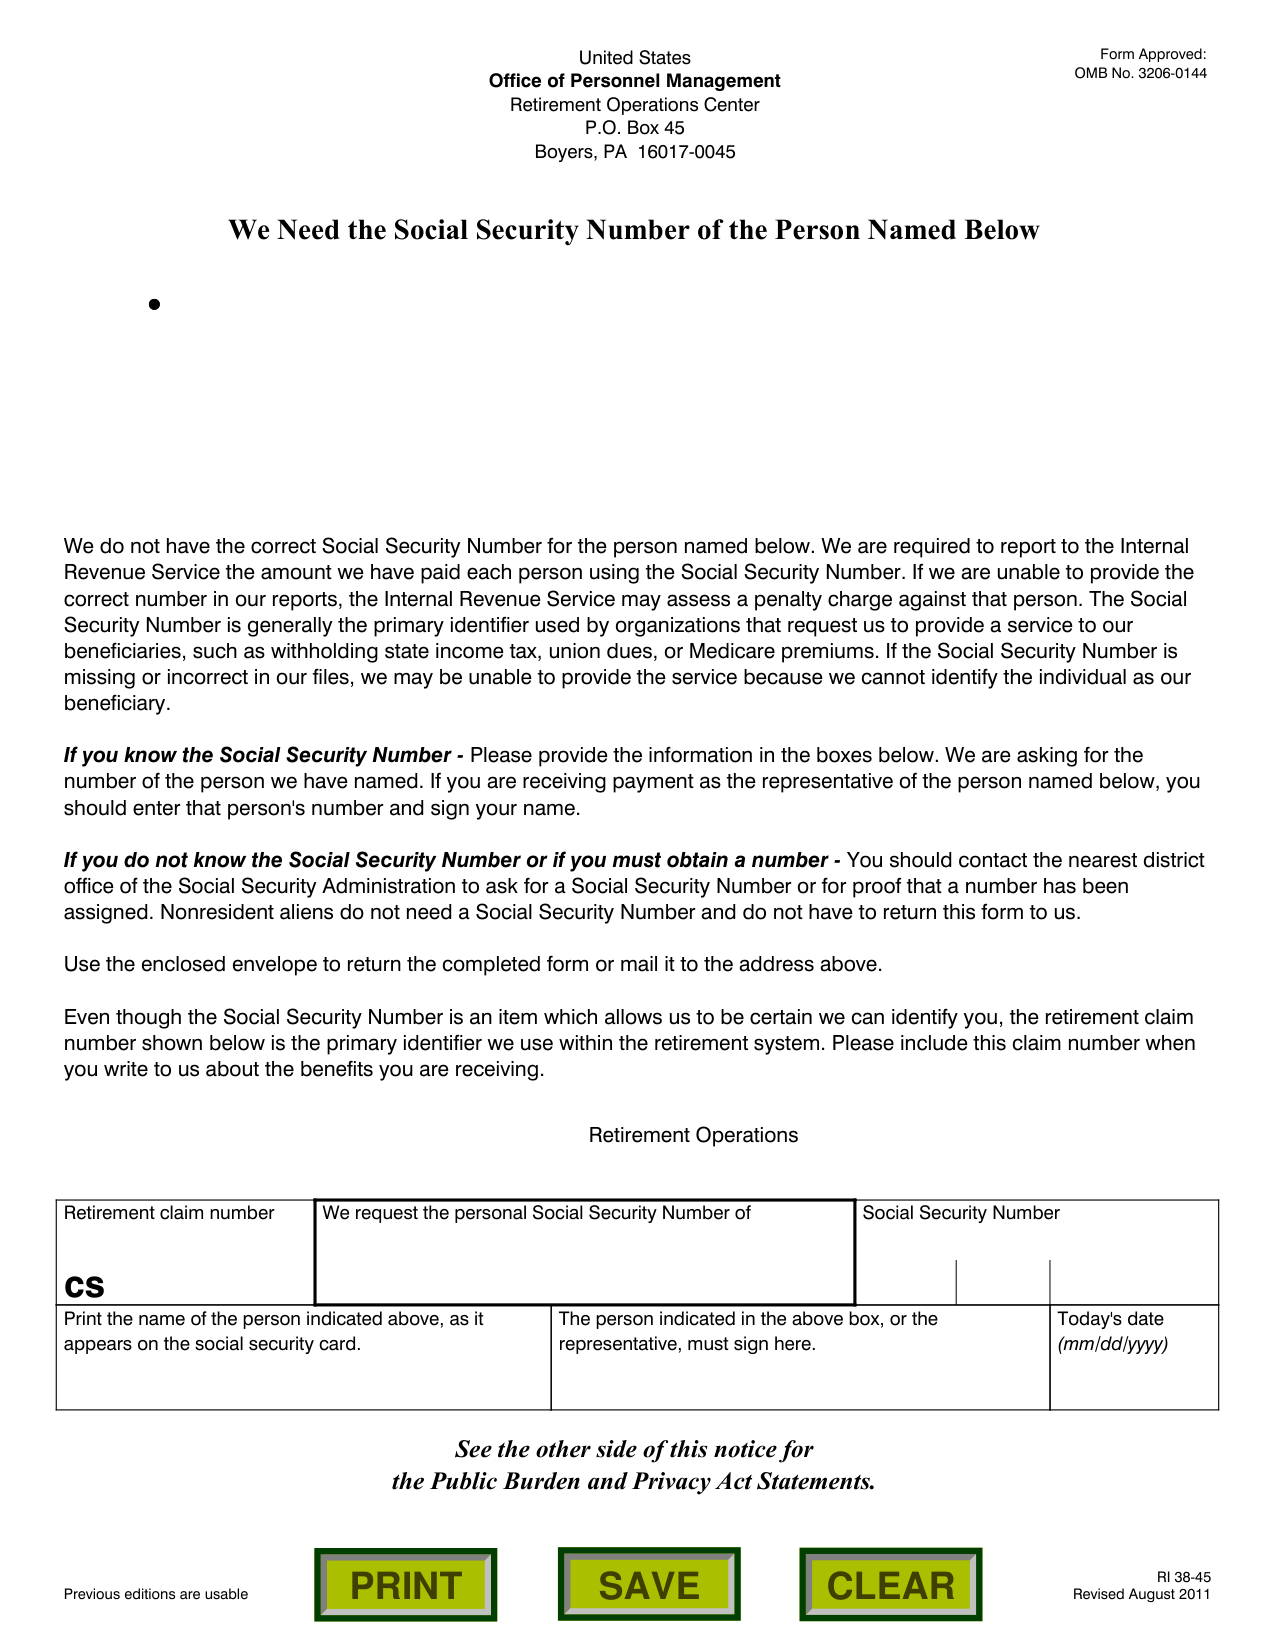 United States
Office of Personnel Management
Retirement Operations Center
P.O. Box 45
Boyers, PA 16017-0045
Form Approved:
OMB No. 3206-0144
We Need the Social Security Number of the Person Named Below
•
We do not have the correct Social Security Number for the person named below. We are required to report to the Internal
Revenue Service the amount we have paid each person using the Social Security Number. If we are unable to provide the
correct number in our reports, the Internal Revenue Service may assess a penalty charge against that person. The Social
Security Number is generally the primary identifier used by organizations that request us to provide a service to our
beneficiaries, such as withholding state income tax, union dues, or Medicare premiums. If the Social Security Number is
missing or incorrect in our files, we may be unable to provide the service because we cannot identify the individual as our
beneficiary.
If you know the Social Security Number - Please provide the information in the boxes below. We are asking for the
number of the person we have named. If you are receiving payment as the representative of the person named below, you
should enter that person's number and sign your name.
If you do not know the Social Security Number or if you must obtain a number - You should contact the nearest district
office of the Social Security Administration to ask for a Social Security Number or for proof that a number has been
assigned. Nonresident aliens do not need a Social Security Number and do not have to return this form to us.
Use the enclosed envelope to return the completed form or mail it to the address above.
Even though the Social Security Number is an item which allows us to be certain we can identify you, the retirement claim
number shown below is the primary identifier we use within the retirement system. Please include this claim number when
you write to us about the benefits you are receiving.
Retirement Operations
Retirement claim number
CS
We request the personal Social Security Number of
Social Security Number
Print the name of the person indicated above, as it
appears on the social security card.
The person indicated in the above box, or the
representative, must sign here.
Today's date
(mm/dd/yyyy)
See the other side of this notice for
the Public Burden and Privacy Act Statements.
Previous editions are usable
PRINT
SAVE
CLEAR
RI 38-45
Revised August 2011